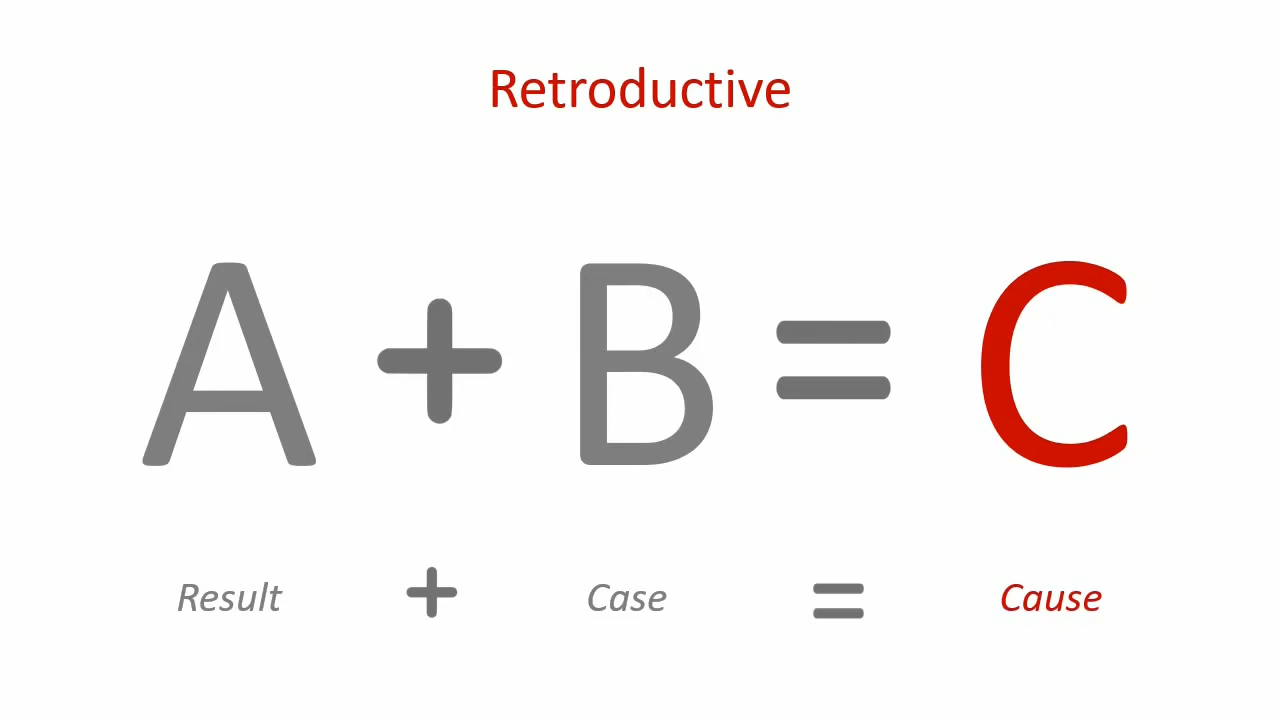 Retroductive
A + B = C
Result + Case = Cause